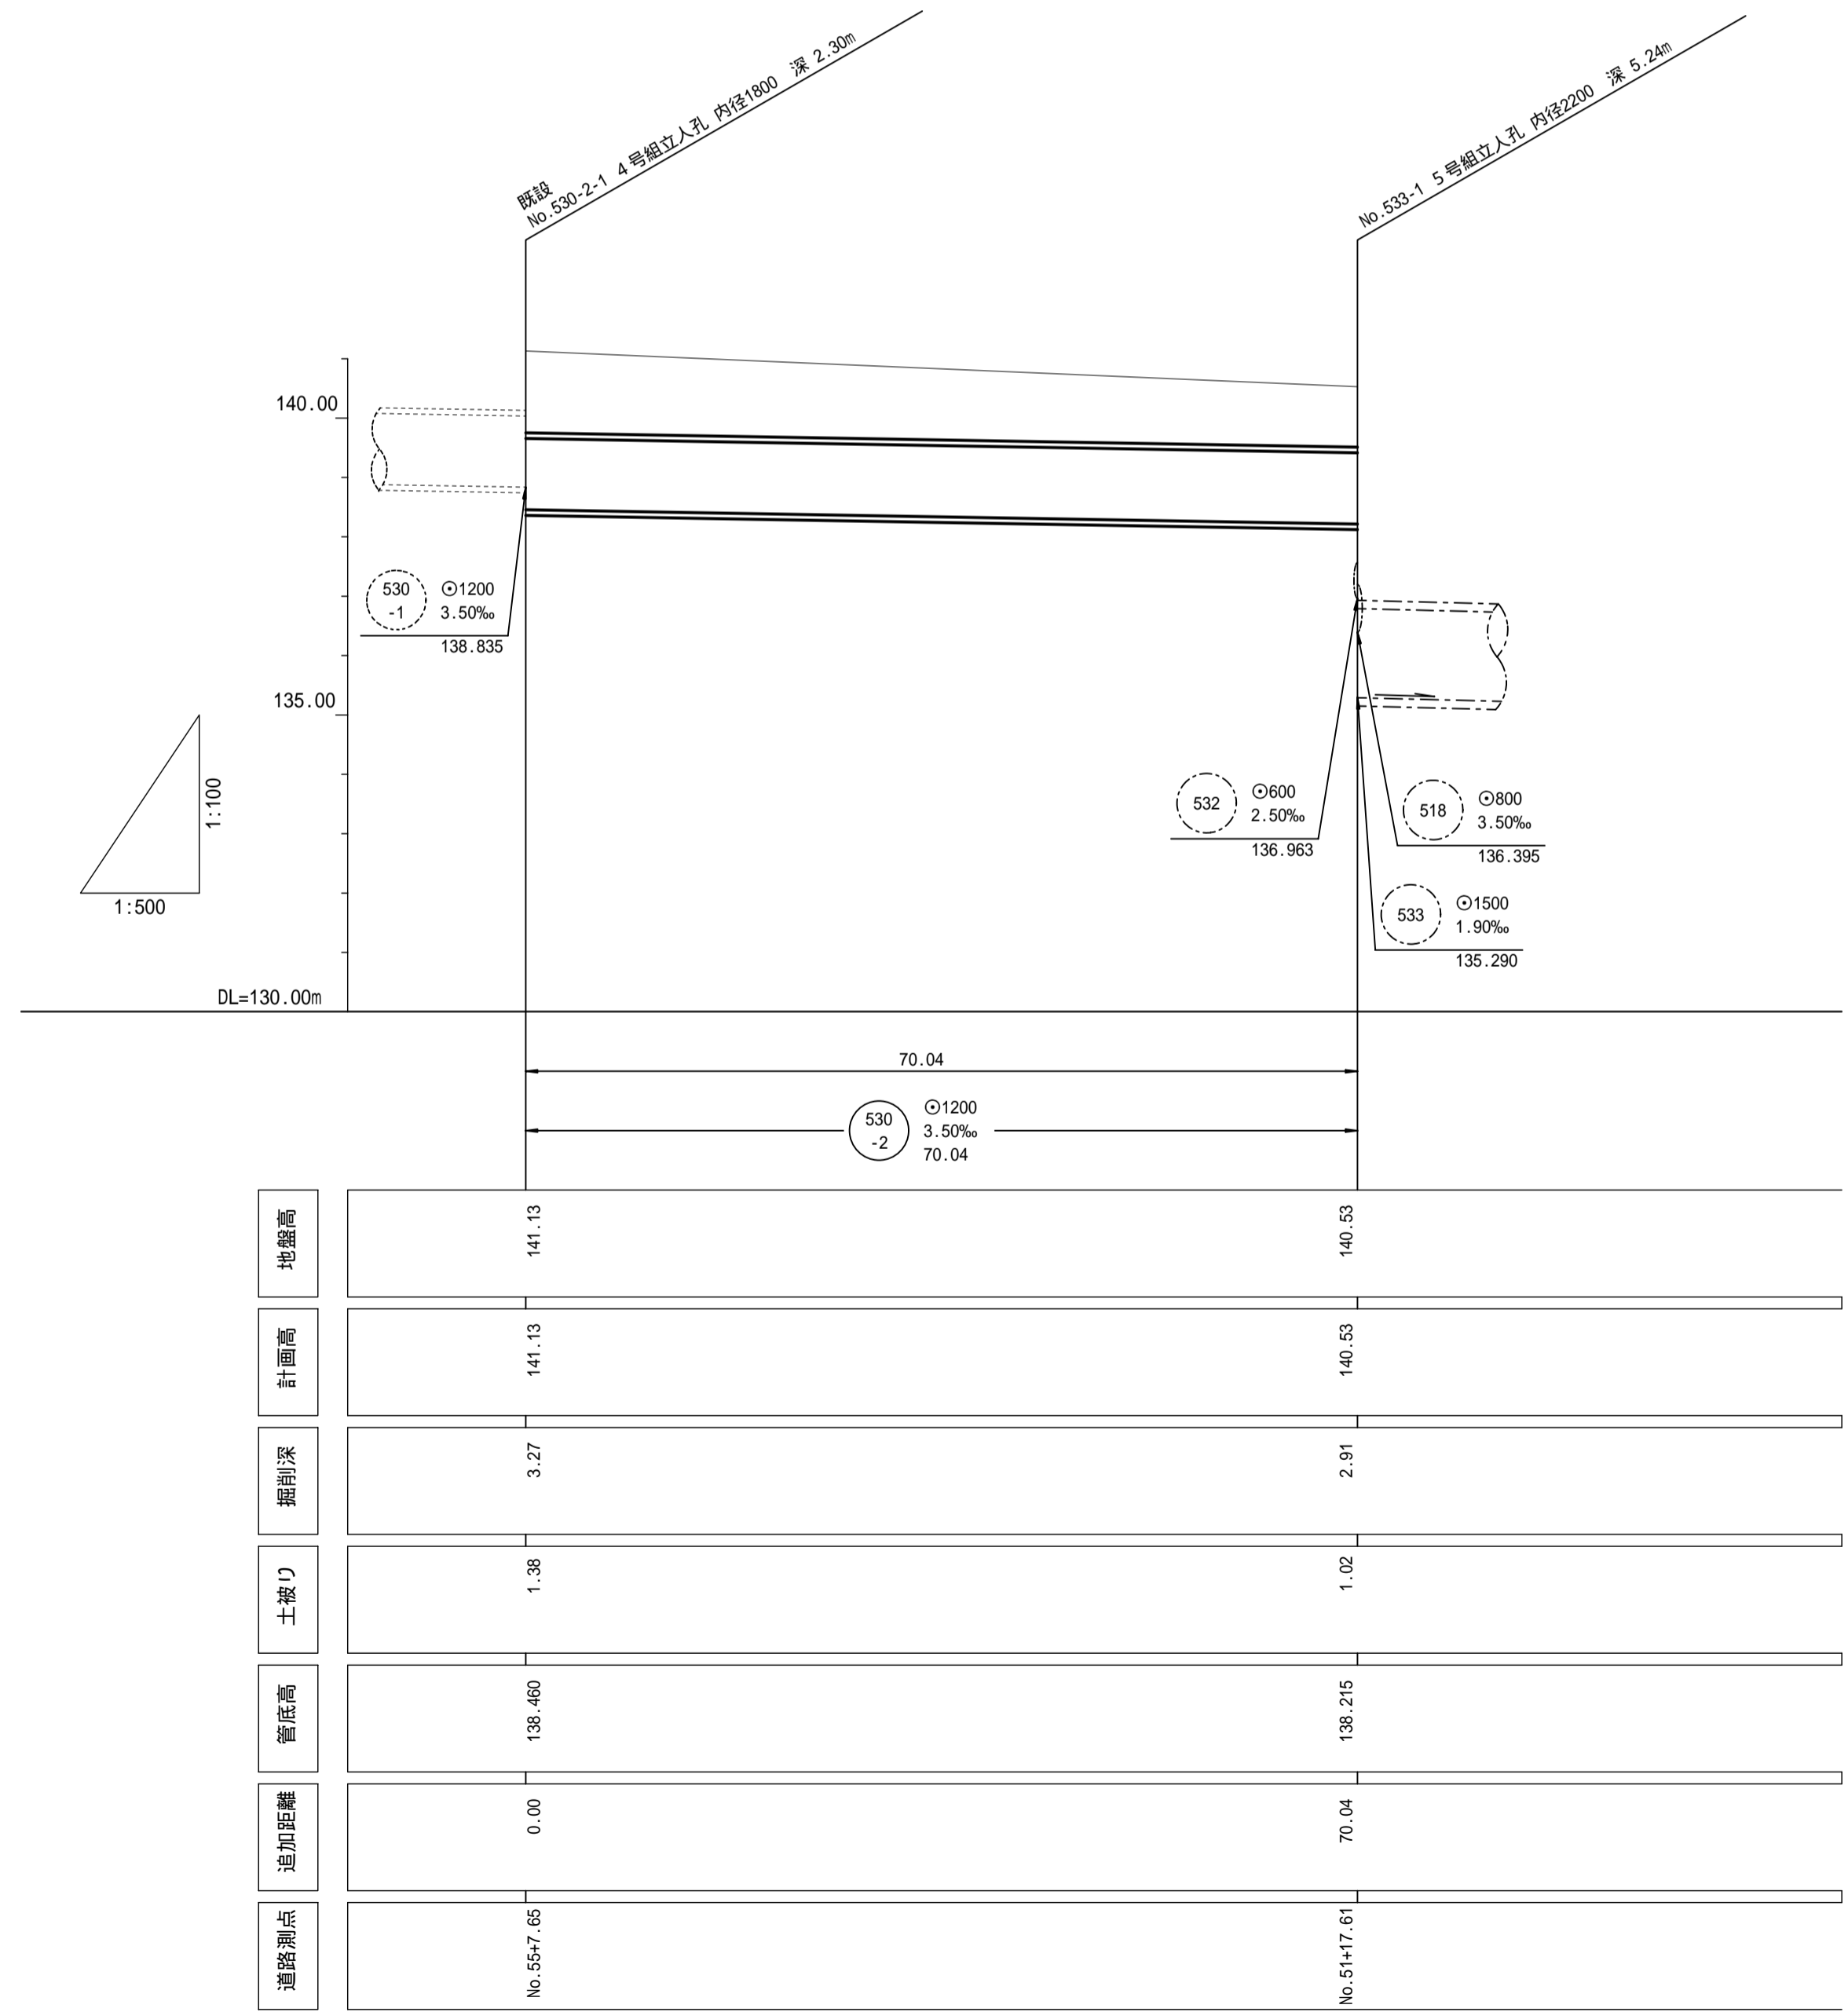 既設
No.530-2-1 4号組立人孔 内径1800 深 2.30m
No.533-1 5号組立人孔 内径2200 深 5.24m
140.00
135.00
DL=130.00m
1:100
1:500
530
-1
⊙1200
3.50‰
138.835
532
⊙600
2.50‰
136.963
518
⊙800
3.50‰
136.395
533
⊙1500
1.90‰
135.290
70.04
530
-2
⊙1200
3.50‰
70.04
地盤高 141.13 140.53
計画高 141.13 140.53
掘削深 3.27 2.91
土被り 1.38 1.02
管底高 138.460 138.215
追加距離 0.00 70.04
道路測点 No.55+7.65 No.51+17.61